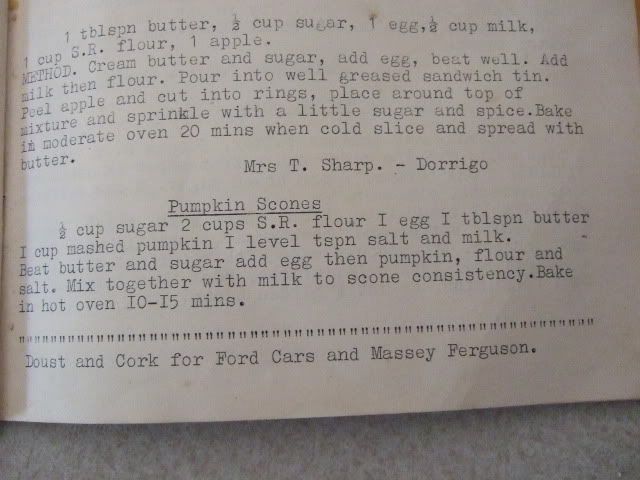 1 tblspn butter, ½ cup sugar, 1 egg,½ cup milk,
1 cup S.R. flour, 1 apple.
METHOD. Cream butter and sugar, add egg, beat well. Add
milk then flour. Pour into well greased sandwich tin.
Peel apple and cut into rings, place around top of
mixture and sprinkle with a little sugar and spice.Bake
in moderate oven 20 mins when cold slice and spread with
butter.
Mrs T. Sharp. - Dorrigo
Pumpkin Scones
½ cup sugar 2 cups S.R. flour I egg I tblspn butter
I cup mashed pumpkin I level tspn salt and milk.
Beat butter and sugar add egg then pumpkin, flour and
salt. Mix together with milk to scone consistency.Bake
in hot oven I0-I5 mins.
Doust and Cork for Ford Cars and Massey Ferguson.